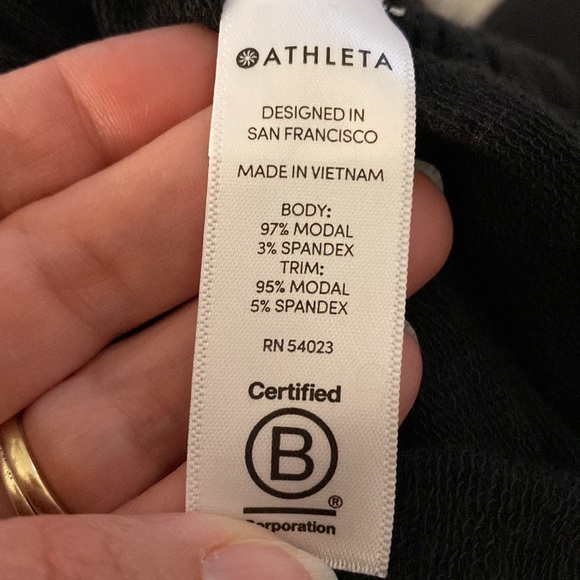 ATHLETA
DESIGNED IN
SAN FRANCISCO
MADE IN VIETNAM
BODY:
97% MODAL
3% SPANDEX
TRIM:
95% MODAL
5% SPANDEX
RN 54023
Certified
B
®
orporation